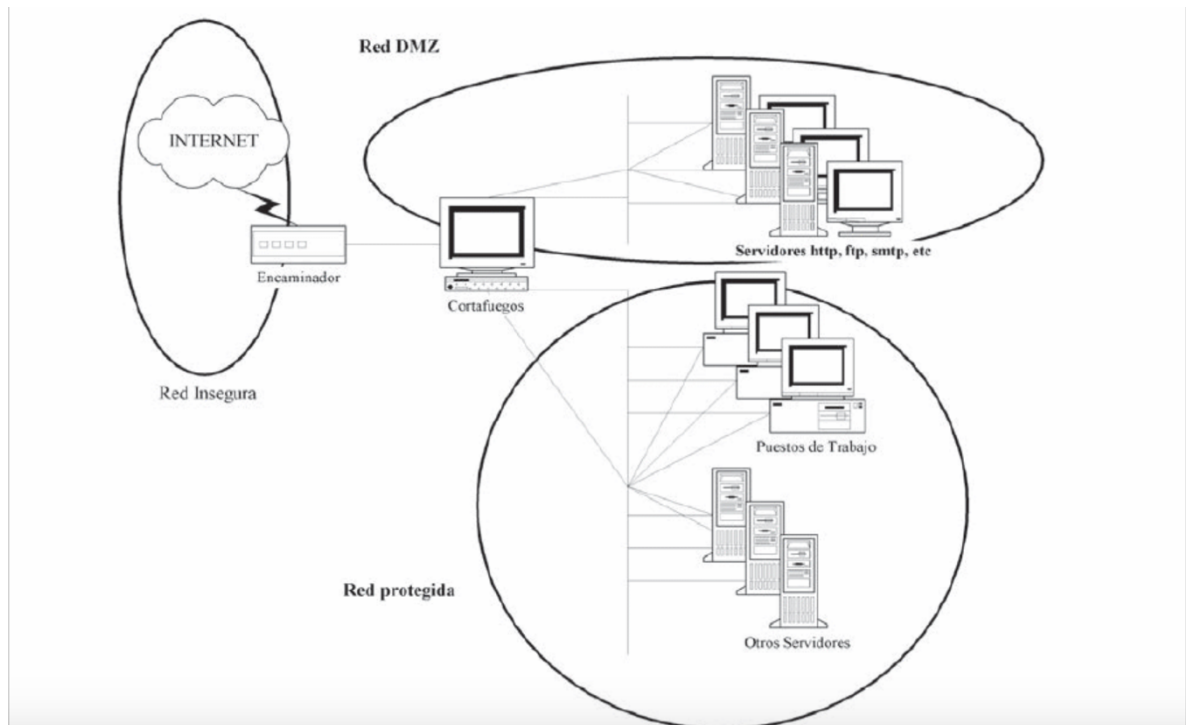 Red DMZ
INTERNET
Servidores http, ftp, smtp, etc
Encaminador
Cortafuegos
Red Insegura
Puestos de Trabajo
Red protegida
Otros Servidores